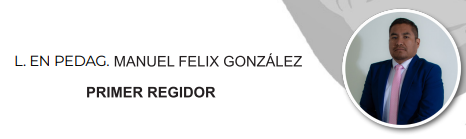 L. EN PEDAG. MANUEL FELIX GONZÁLEZ
PRIMER REGIDOR